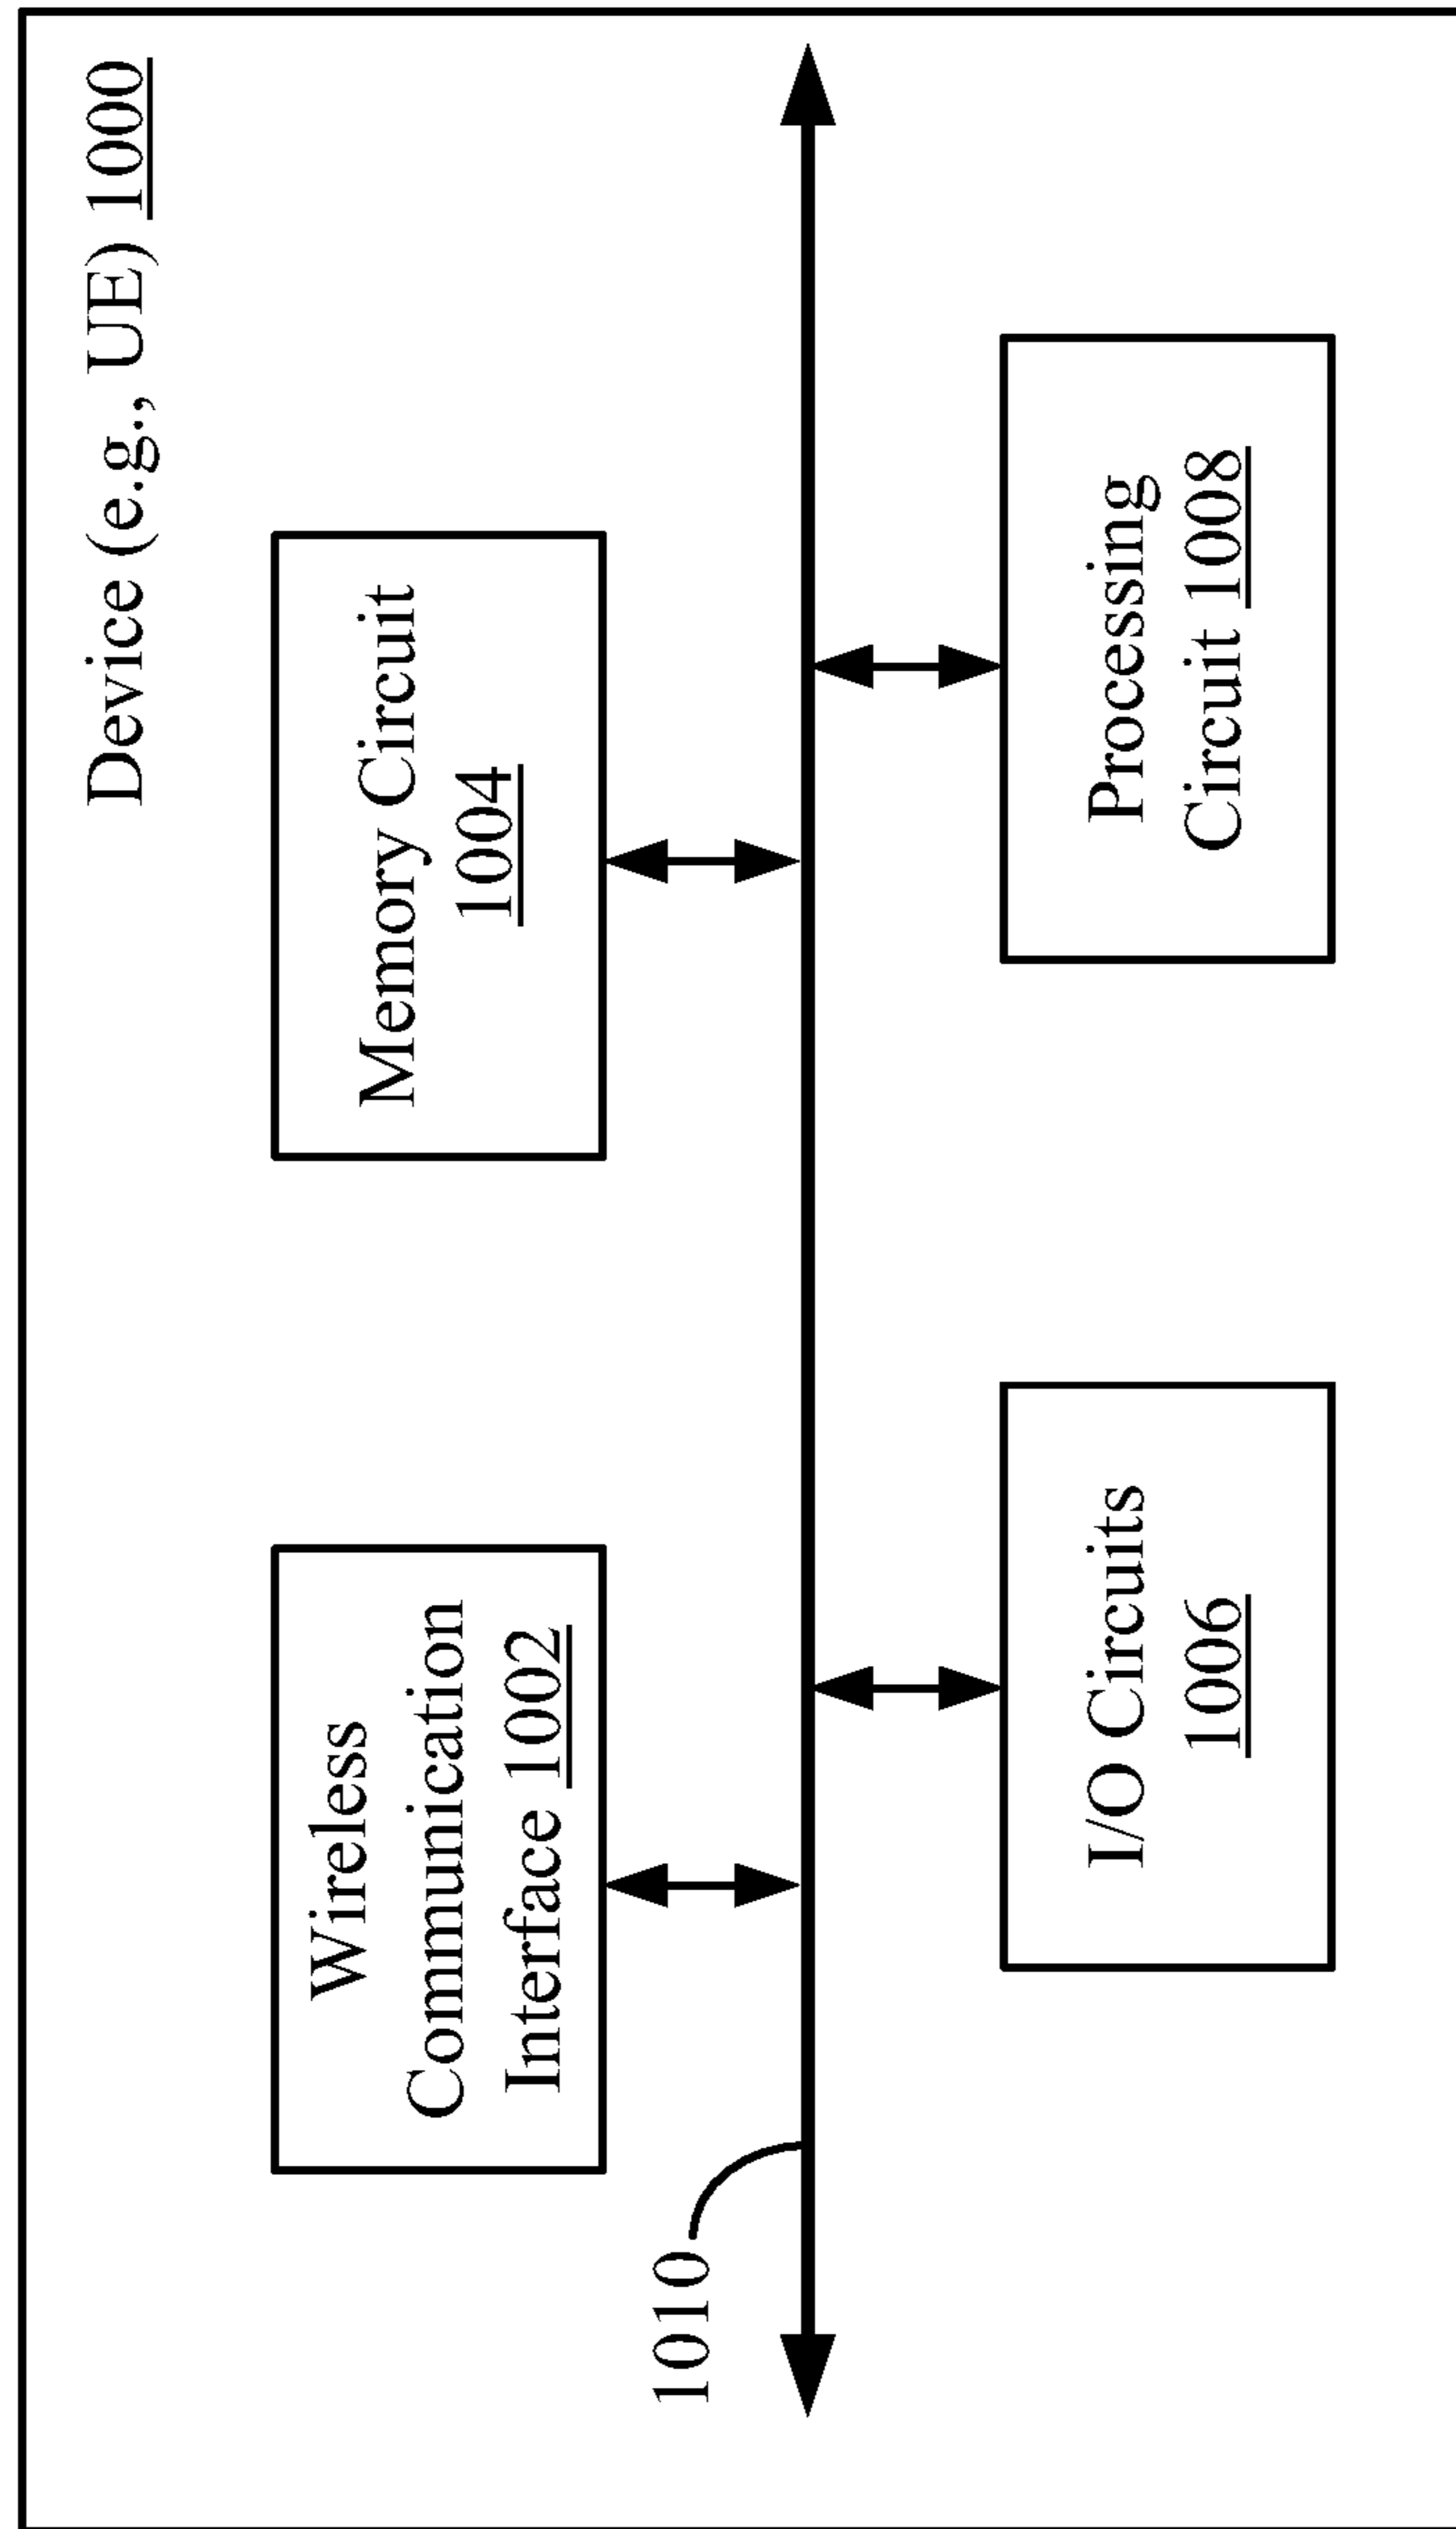 Device (e.g., UE) 1000
Wireless
Communication
Interface 1002
Memory Circuit
1004
1010
I/O Circuits
1006
Processing
Circuit 1008